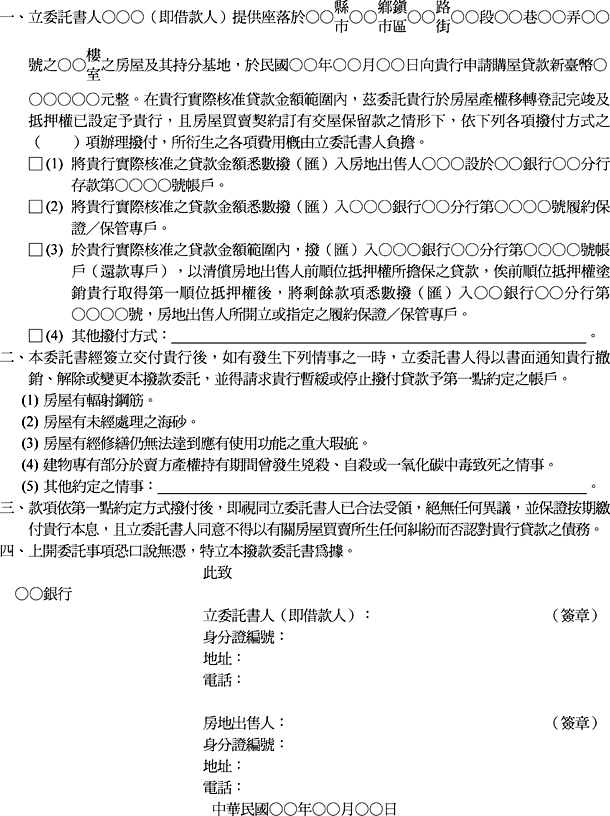 一、立委託書人○○○（即借款人）提供座落於○○縣市○○鄉鎮市區○○路街○○段○○巷○○弄○○
號之○○樓室之房屋及其持分基地，於民國○○年○○月○○日向貴行申請購屋貸款新臺幣○
○○○○○元整。在貴行實際核准貸款金額範圍內，茲委託貴行於房屋產權移轉登記完竣及
抵押權已設定予貴行，且房屋買賣契約訂有交屋保留款之情形下，依下列各項撥付方式之
（　　）項辦理撥付，所衍生之各項費用概由立委託書人負擔。
□(1) 將貴行實際核准之貸款金額悉數撥（匯）入房地出售人○○○設於○○銀行○○分行
存款第○○○○號帳戶。
□(2) 將貴行實際核准之貸款金額悉數撥（匯）入○○○銀行○○分行第○○○○號履約保
證／保管專戶。
□(3) 於貴行實際核准之貸款金額範圍內，撥（匯）入○○○銀行○○分行第○○○○號帳
戶（還款專戶），以清償房地出售人前順位抵押權所擔保之貸款，俟前順位抵押權塗
銷貴行取得第一順位抵押權後，將剩餘款項悉數撥（匯）入○○銀行○○分行第
○○○○號，房地出售人所開立或指定之履約保證／保管專戶。
□(4) 其他撥付方式：＿＿＿＿＿＿＿＿＿＿＿＿＿＿＿＿＿＿＿＿。
二、本委託書經簽立交付貴行後，如有發生下列情事之一時，立委託書人得以書面通知貴行撤
銷、解除或變更本撥款委託，並得請求貴行暫緩或停止撥付貸款予第一點約定之帳戶。
(1) 房屋有輻射鋼筋。
(2) 房屋有未經處理之海砂。
(3) 房屋有經修繕仍無法達到應有使用功能之重大瑕疵。
(4) 建物專有部分於賣方產權持有期間曾發生兇殺、自殺或一氧化碳中毒致死之情事。
(5) 其他約定之情事：＿＿＿＿＿＿＿＿＿＿＿＿＿＿＿＿＿＿＿＿。
三、款項依第一點約定方式撥付後，即視同立委託書人已合法受領，絕無任何異議，並保證按期繳
付貴行本息，且立委託書人同意不得以有關房屋買賣所生任何糾紛而否認對貴行貸款之債務。
四、上開委託事項恐口說無憑，特立本撥款委託書為據。
此致
○○銀行
立委託書人（即借款人）：　　　　　　　　　　（簽章）
身分證編號：
地址：
電話：
房地出售人：　　　　　　　　　　（簽章）
身分證編號：
地址：
電話：
中華民國○○年○○月○○日